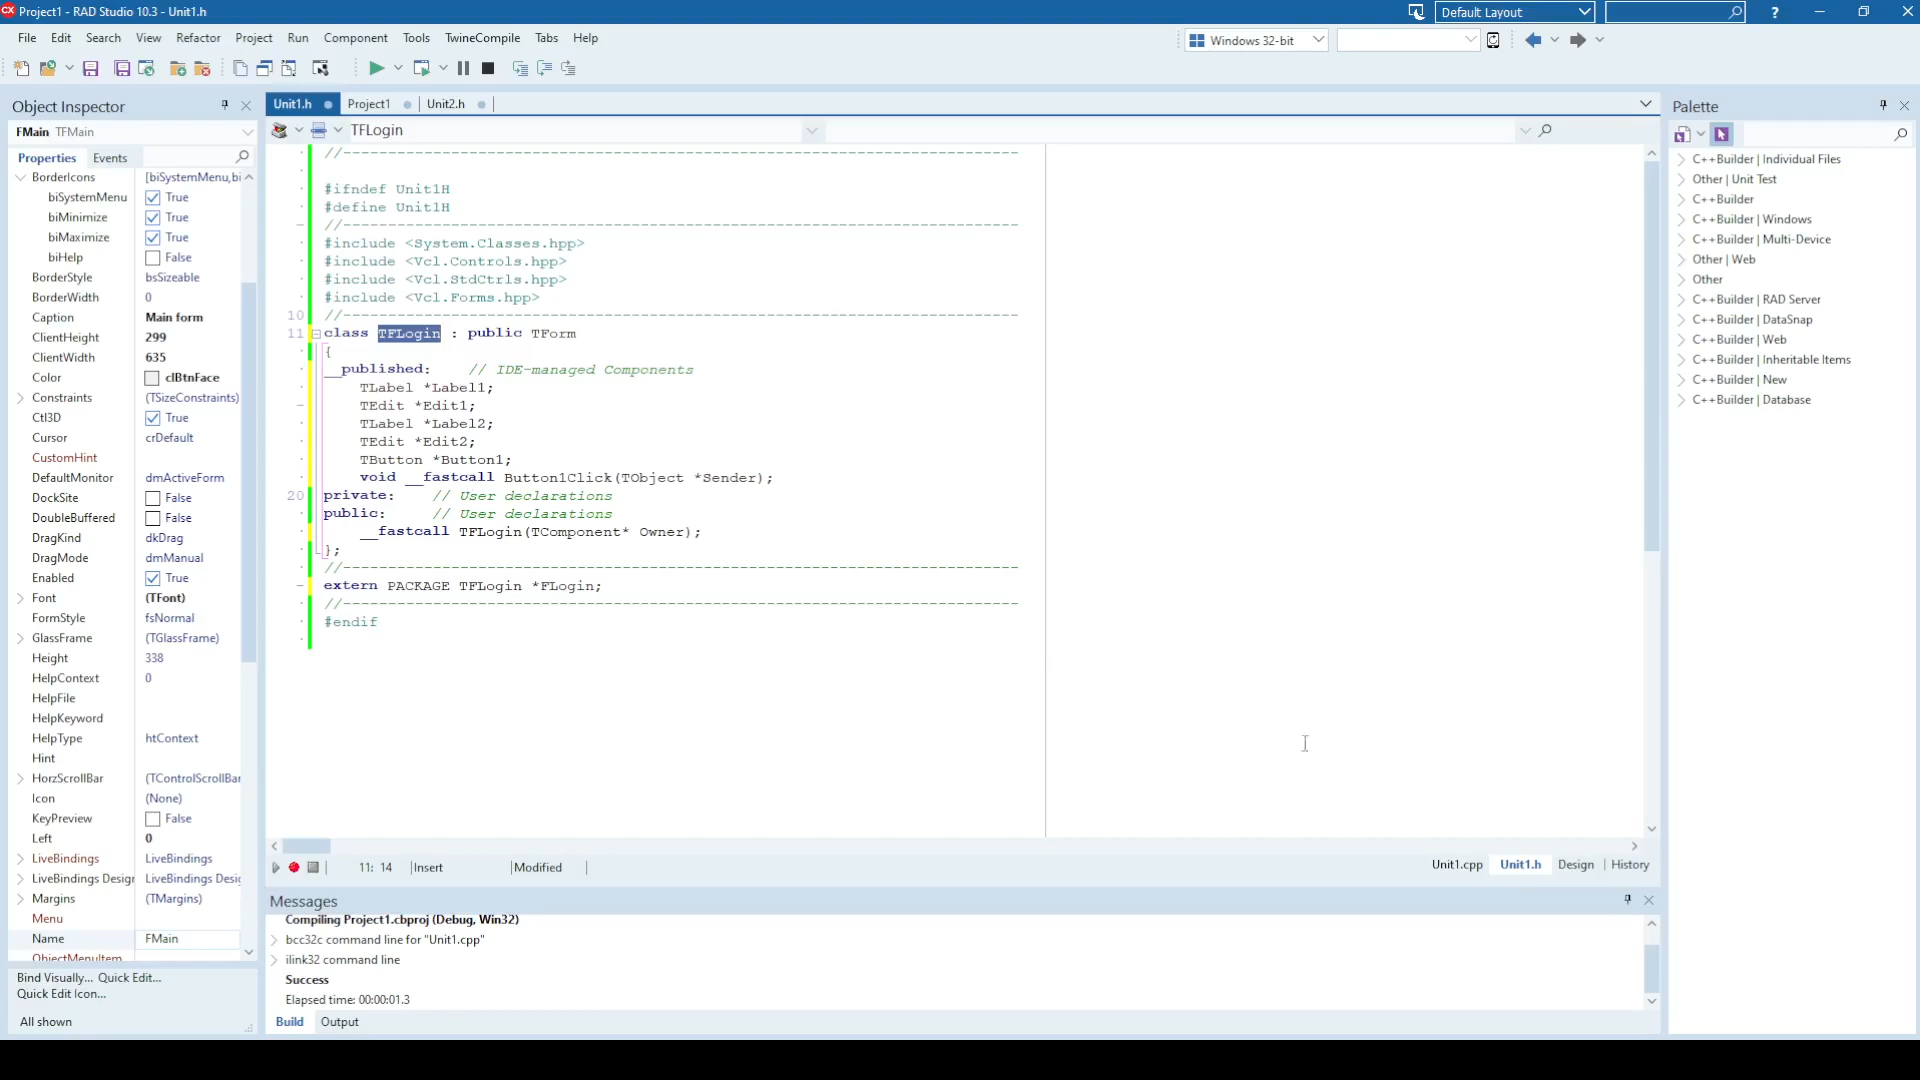 Project1 - RAD Studio 10.3 - Unit1.h
Default Layout
?
File Edit Search View Refactor Project Run Component Tools TwineCompile Tabs Help
Windows 32-bit
Object Inspector
FMain TFMain
Properties Events
BorderIcons [biSystemMenu,bi
biSystemMenu True
biMinimize True
biMaximize True
biHelp False
BorderStyle bsSizeable
BorderWidth 0
Caption Main form
ClientHeight 299
ClientWidth 635
Color clBtnFace
Constraints (TSizeConstraints)
Ctl3D True
Cursor crDefault
CustomHint
DefaultMonitor dmActiveForm
DockSite False
DoubleBuffered False
DragKind dkDrag
DragMode dmManual
Enabled True
Font (TFont)
FormStyle fsNormal
GlassFrame (TGlassFrame)
Height 338
HelpContext 0
HelpFile
HelpKeyword
HelpType htContext
Hint
HorzScrollBar (TControlScrollBar
Icon (None)
KeyPreview False
Left 0
LiveBindings LiveBindings
LiveBindings Design LiveBindings Desig
Margins (TMargins)
Menu
Name FMain
ObjectMenuItem
Bind Visually... Quick Edit...
Quick Edit Icon...
All shown
Unit1.h Project1 Unit2.h
TFLogin
//---------------------------------------------------------------------------
#ifndef Unit1H
#define Unit1H
//---------------------------------------------------------------------------
#include <System.Classes.hpp>
#include <Vcl.Controls.hpp>
#include <Vcl.StdCtrls.hpp>
#include <Vcl.Forms.hpp>
10 //---------------------------------------------------------------------------
11 class TFLogin : public TForm
{
__published: // IDE-managed Components
TLabel *Label1;
TEdit *Edit1;
TLabel *Label2;
TEdit *Edit2;
TButton *Button1;
void __fastcall Button1Click(TObject *Sender);
20 private: // User declarations
public: // User declarations
__fastcall TFLogin(TComponent* Owner);
};
//---------------------------------------------------------------------------
extern PACKAGE TFLogin *FLogin;
//---------------------------------------------------------------------------
#endif
11: 14 Insert Modified
Unit1.cpp Unit1.h Design History
Messages
Compiling Project1.cbproj (Debug, Win32)
bcc32c command line for "Unit1.cpp"
ilink32 command line
Success
Elapsed time: 00:00:01.3
Build Output
Palette
C++Builder | Individual Files
Other | Unit Test
C++Builder
C++Builder | Windows
C++Builder | Multi-Device
Other | Web
Other
C++Builder | RAD Server
C++Builder | DataSnap
C++Builder | Web
C++Builder | Inheritable Items
C++Builder | New
C++Builder | Database